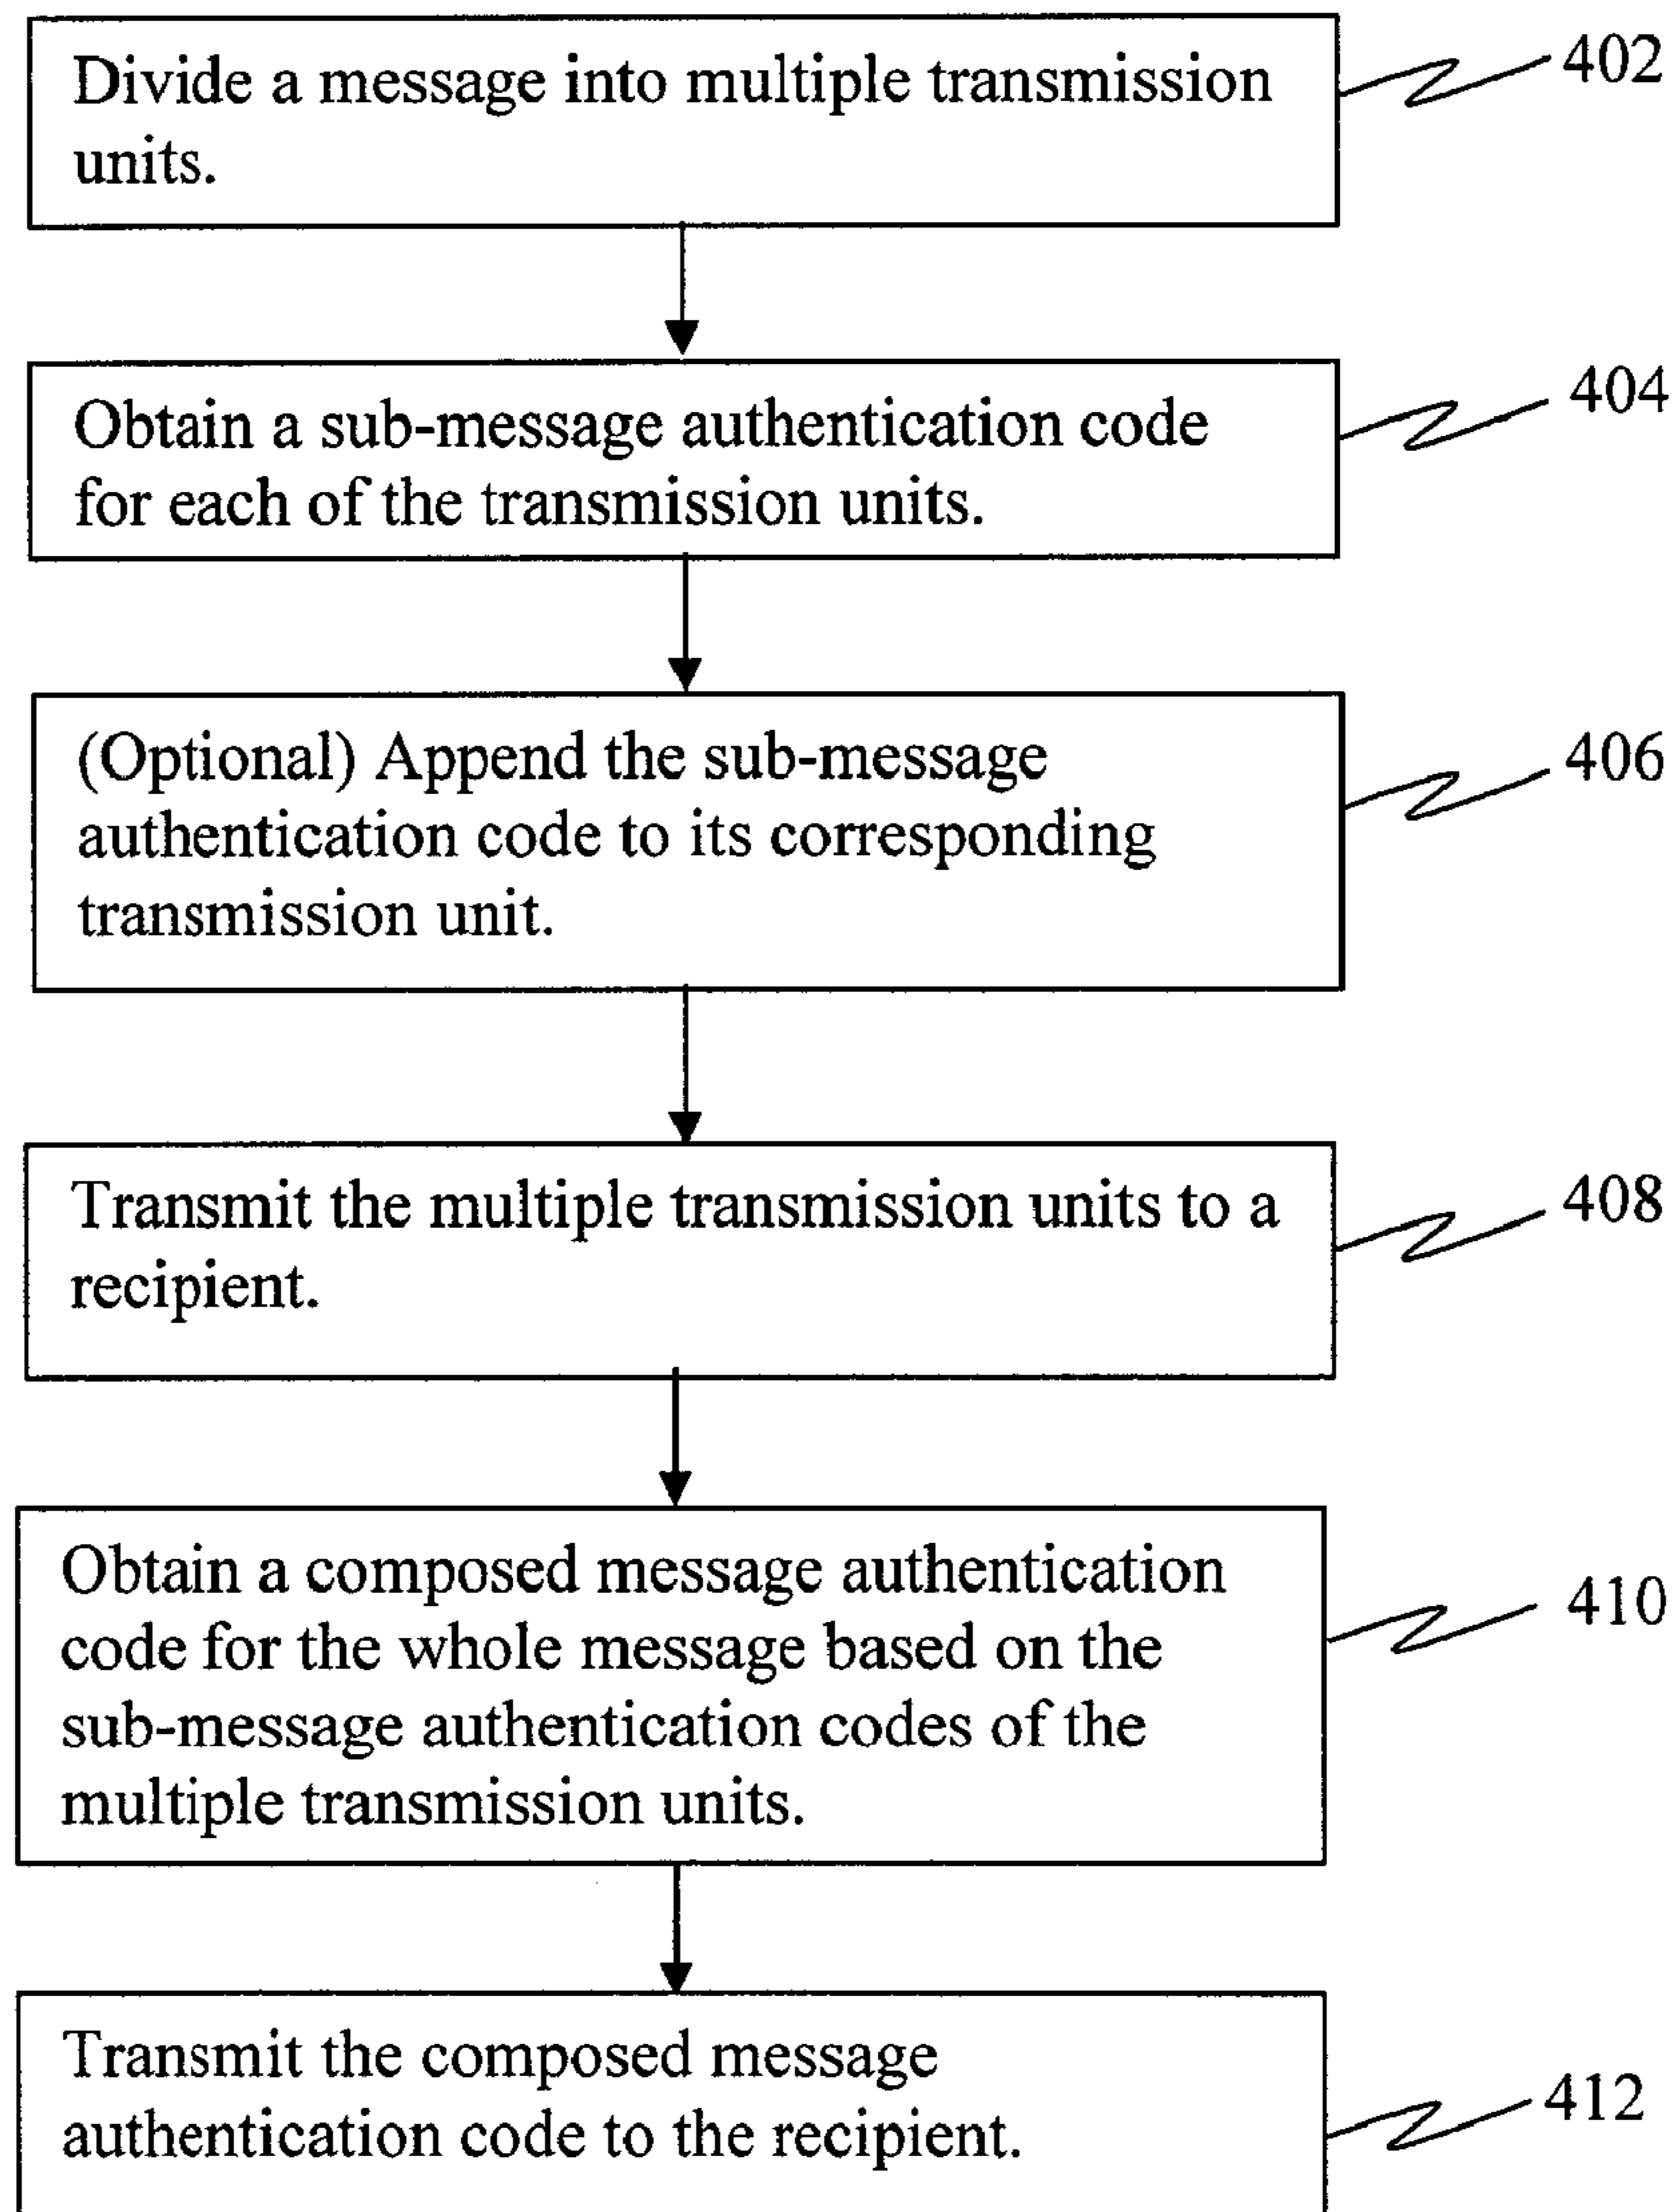 Divide a message into multiple transmission
units.
402
Obtain a sub-message authentication code
for each of the transmission units.
404
(Optional) Append the sub-message
authentication code to its corresponding
transmission unit.
406
Transmit the multiple transmission units to a
recipient.
408
Obtain a composed message authentication
code for the whole message based on the
sub-message authentication codes of the
multiple transmission units.
410
Transmit the composed message
authentication code to the recipient.
412